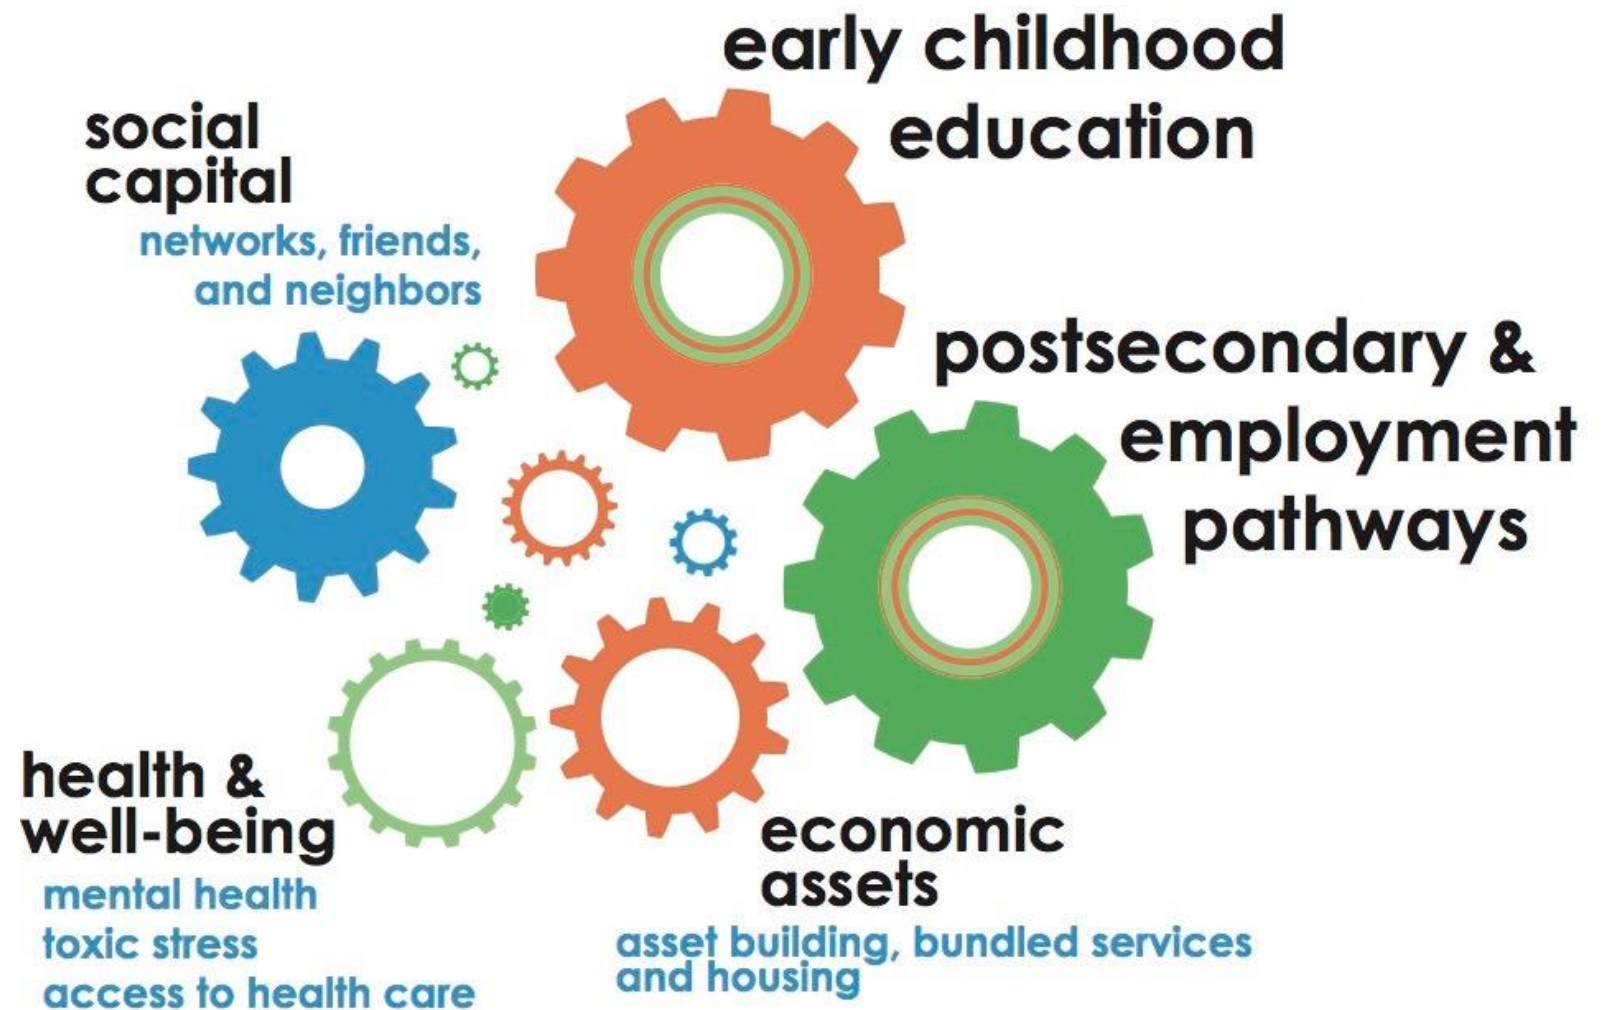 early childhood
education
social
capital
networks, friends,
and neighbors
postsecondary &
employment
pathways
health &
well-being
mental health
toxic stress
access to health care
economic
assets
asset building, bundled services
and housing